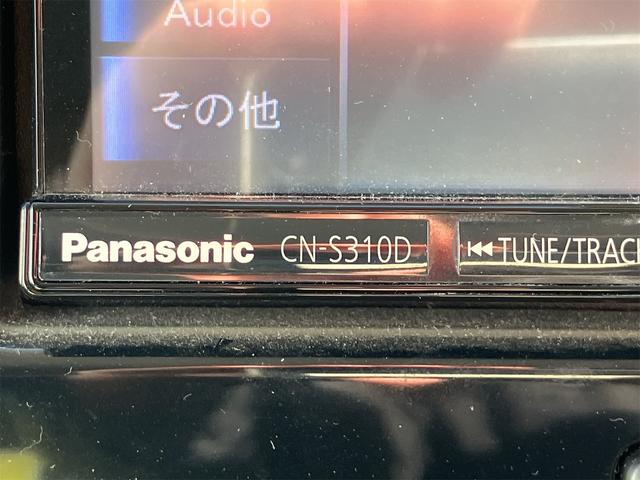 Audio
その他
Panasonic CN-S310D ⏮TUNE/TRAC